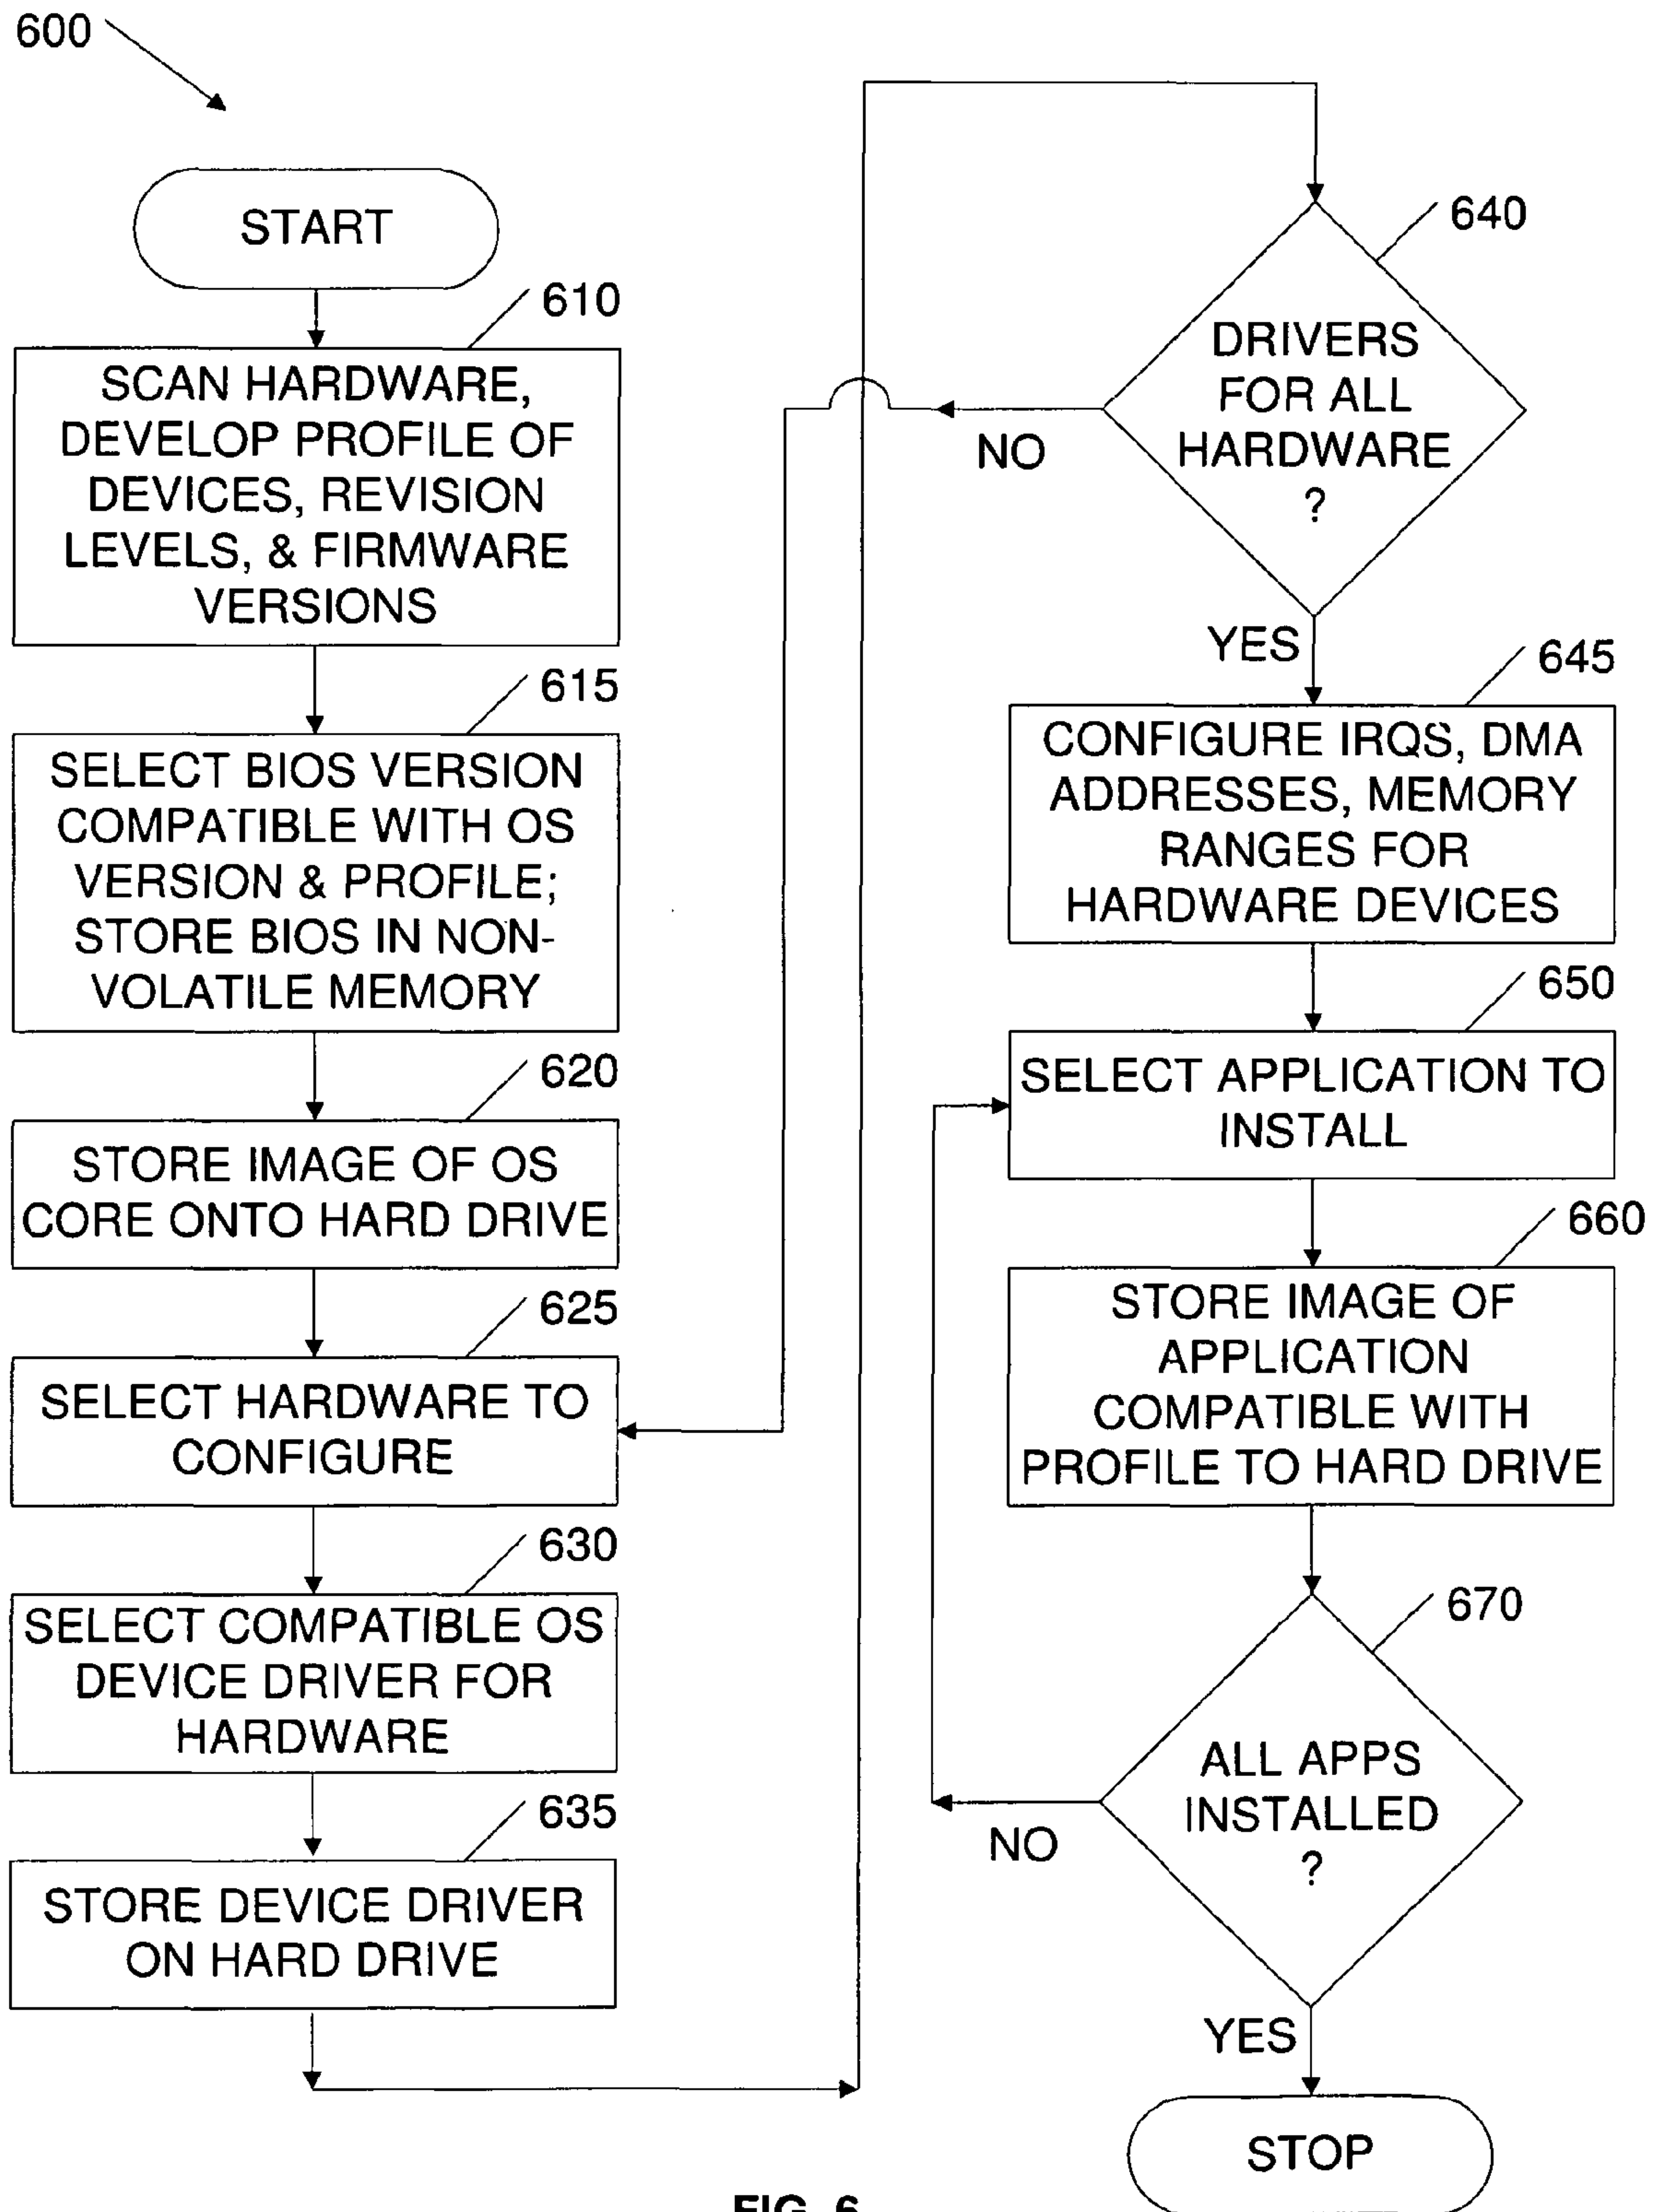 600
START
610
SCAN HARDWARE,
DEVELOP PROFILE OF
DEVICES, REVISION
LEVELS, & FIRMWARE
VERSIONS
615
SELECT BIOS VERSION
COMPATIBLE WITH OS
VERSION & PROFILE;
STORE BIOS IN NON-
VOLATILE MEMORY
620
STORE IMAGE OF OS
CORE ONTO HARD DRIVE
625
SELECT HARDWARE TO
CONFIGURE
630
SELECT COMPATIBLE OS
DEVICE DRIVER FOR
HARDWARE
635
STORE DEVICE DRIVER
ON HARD DRIVE
640
DRIVERS
FOR ALL
HARDWARE
?
NO
YES
645
CONFIGURE IRQS, DMA
ADDRESSES, MEMORY
RANGES FOR
HARDWARE DEVICES
650
SELECT APPLICATION TO
INSTALL
660
STORE IMAGE OF
APPLICATION
COMPATIBLE WITH
PROFILE TO HARD DRIVE
670
ALL APPS
INSTALLED
?
NO
YES
STOP
FIG. 6